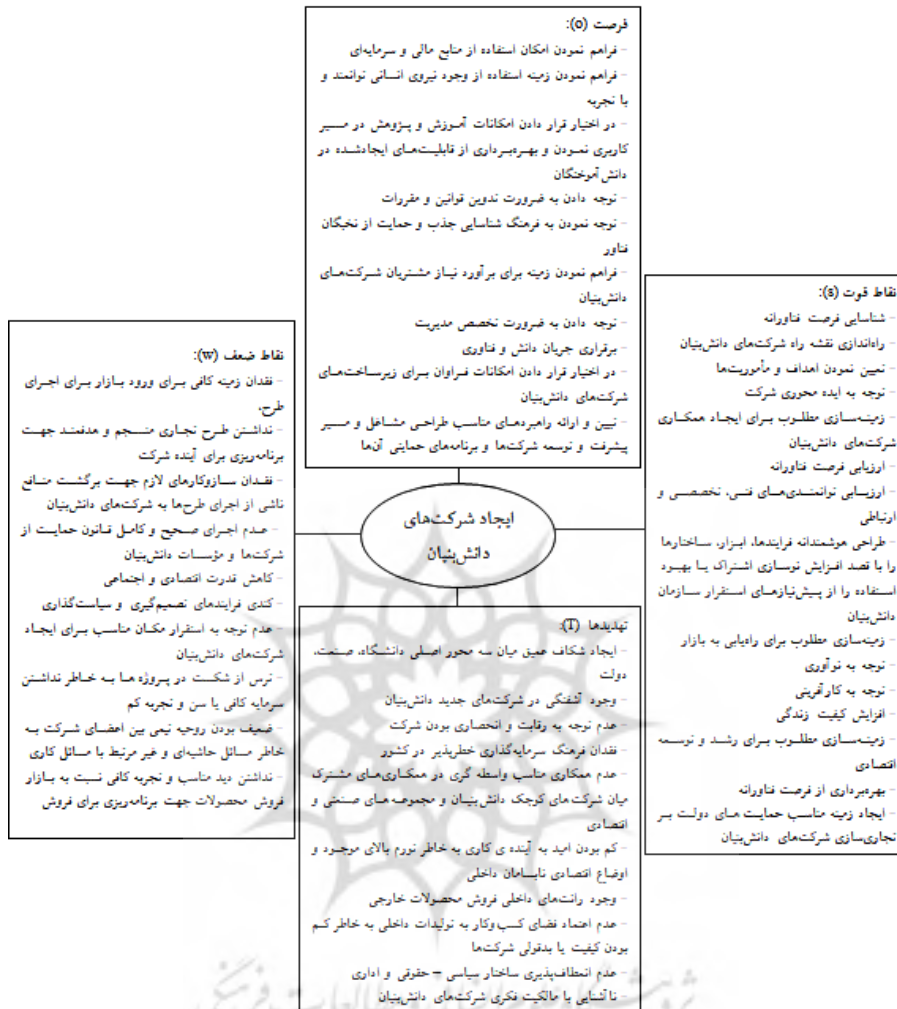 فرصت (o):
- فراهم نمودن امکان استفاده از منابع مالی و سرمایه‌ای
- فراهم نمودن زمینه استفاده از وجود نیروی انسانی توانمند و
با تجربه
- در اختیار قرار دادن امکانات آموزش و پژوهش در مسیر
کاربری نمودن و بهره‌برداری از قابلیت‌های ایجادشده در
دانش آموختگان
- توجه دادن به ضرورت تدوین قوانین و مقررات
- توجه نمودن به فرهنگ شناسایی جذب و حمایت از نخبگان
فناور
- فراهم نمودن زمینه برای برآورد نیاز مشتریان شرکت‌های
دانش‌بنیان
- توجه دادن به ضرورت تخصص مدیریت
- برقراری جریان دانش و فناوری
- در اختیار قرار دادن امکانات فراوان برای زیرساخت‌های
شرکت‌های دانش‌بنیان
- تبیین و ارائه راهبردهای مناسب طراحی مشاغل و مسیر
پیشرفت و توسعه شرکت‌ها و برنامه‌های حمایتی آن‌ها
نقاط قوت (s):
- شناسایی فرصت فناورانه
- راه‌اندازی نقشه راه شرکت‌های دانش‌بنیان
- تعیین نمودن اهداف و مأموریت‌ها
- توجه به ایده محوری شرکت
- زمینه‌سازی مطلوب برای ایجاد همکاری
شرکت‌های دانش‌بنیان
- ارزیابی فرصت فناورانه
- ارزیابی توانمندی‌های فنی، تخصصی و
ارتباطی
- طراحی هوشمندانه فرایندها، ابزار، ساختارها
را با قصد افزایش نوسازی اشتراک یا بهبود
استفاده را از پیش‌نیازهای استقرار سازمان
دانش‌بنیان
- زمینه‌سازی مطلوب برای راه‌یابی به بازار
- توجه به نوآوری
- توجه به کارآفرینی
- افزایش کیفیت زندگی
- زمینه‌سازی مطلوب برای رشد و توسعه
اقتصادی
- بهره‌برداری از فرصت فناورانه
- ایجاد زمینه مناسب حمایت های دولت بر
تجاری‌سازی شرکت‌های دانش‌بنیان
نقاط ضعف (w):
- فقدان زمینه کافی برای ورود بازار برای اجرای
طرح.
- نداشتن طرح تجاری منسجم و هدفمند جهت
برنامه‌ریزی برای آینده شرکت
- فقدان سازوکارهای لازم جهت برگشت منافع
ناشی از اجرای طرح‌ها به شرکت‌های دانش‌بنیان
- عدم اجرای صحیح و کامل قانون حمایت از
شرکت‌ها و مؤسسات دانش‌بنیان
- کاهش قدرت اقتصادی و اجتماعی
- کندی فرایندهای تصمیم‌گیری و سیاست‌گذاری
- عدم توجه به استقرار مکان مناسب برای ایجاد
شرکت‌های دانش‌بنیان
- ترس از شکست در پروژه ها به خاطر نداشتن
سرمایه کافی یا سن و تجربه کم
- ضعیف بودن روحیه تیمی بین اعضای شرکت به
خاطر مسائل حاشیه‌ای و غیر مرتبط با مسائل کاری
- نداشتن دید مناسب و تجربه کافی نسبت به بازار
فروش محصولات جهت برنامه‌ریزی برای فروش
ایجاد شرکت‌های
دانش‌بنیان
تهدیدها (T):
- ایجاد شکاف عمیق میان سه محور اصلی دانشگاه، صنعت،
دولت
- وجود آشفتگی در شرکت‌های جدید دانش‌بنیان
- عدم توجه به رقابت و انحصاری بودن شرکت
- فقدان فرهنگ سرمایه‌گذاری خطرپذیر در کشور
- عدم همکاری مناسب واسطه گری در همکاری‌های مشترک
میان شرکت های کوچک دانش‌بنیان و مجموعه های صنعتی و
اقتصادی
- کم بودن امید به آینده ی کاری به خاطر تورم بالای موجود و
اوضاع اقتصادی نابسامان داخلی
- وجود رانت‌های داخلی فروش محصولات خارجی
- عدم اعتماد فضای کسب‌وکار به تولیدات داخلی به خاطر کم
بودن کیفیت یا بدقولی شرکت‌ها
- عدم انعطاف‌پذیری ساختار سیاسی – حقوقی و اداری
- ناآشنایی با مالکیت فکری شرکت‌های دانش‌بنیان